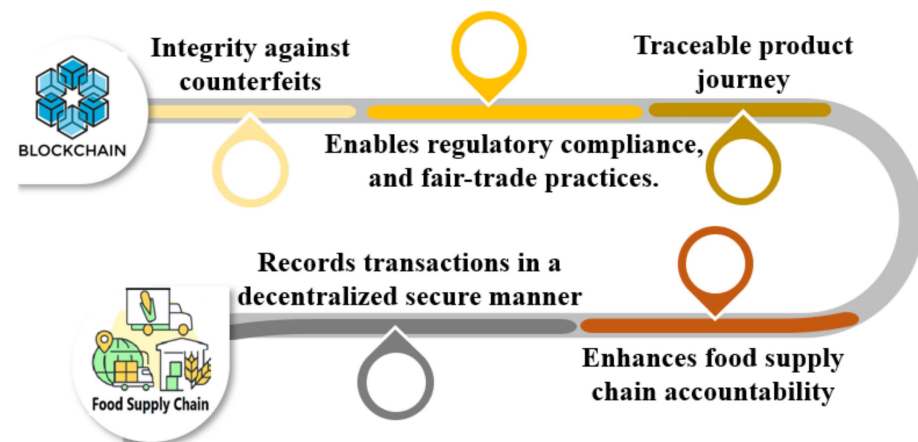 Integrity against
counterfeits
Traceable product
journey
BLOCKCHAIN
Enables regulatory compliance,
and fair-trade practices.
Records transactions in a
decentralized secure manner
Enhances food supply
chain accountability
Food Supply Chain